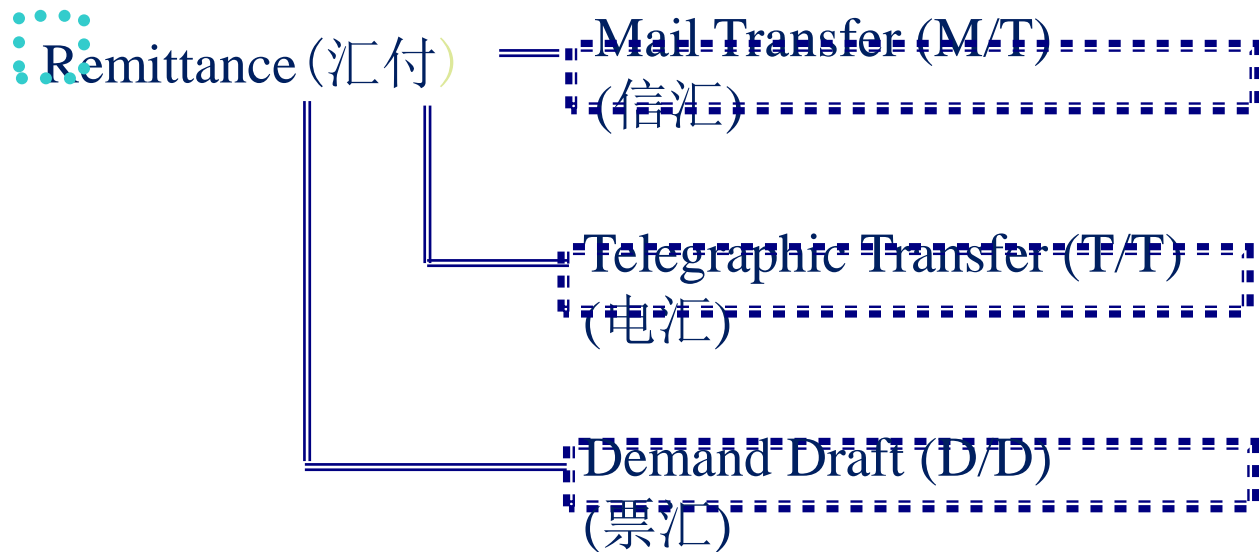 Remittance (汇付)
Mail Transfer (M/T)
(信汇)
Telegraphic Transfer (T/T)
(电汇)
Demand Draft (D/D)
(票汇)